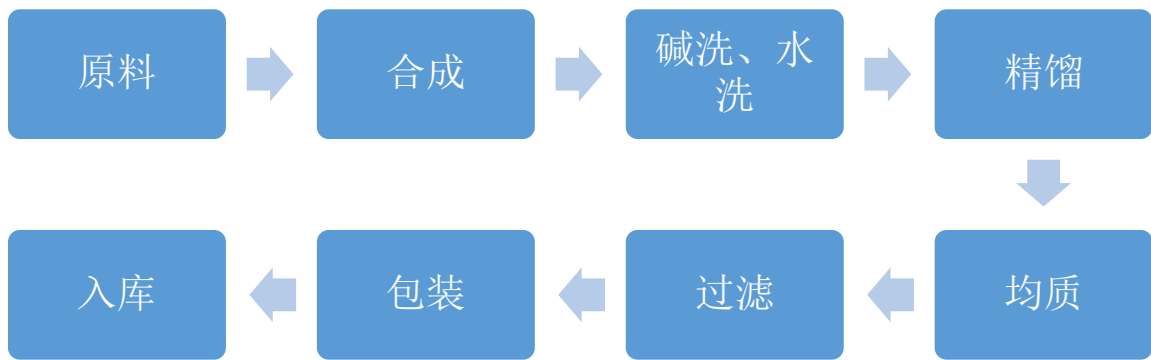 原料
合成
碱洗、水
洗
精馏
均质
过滤
包装
入库